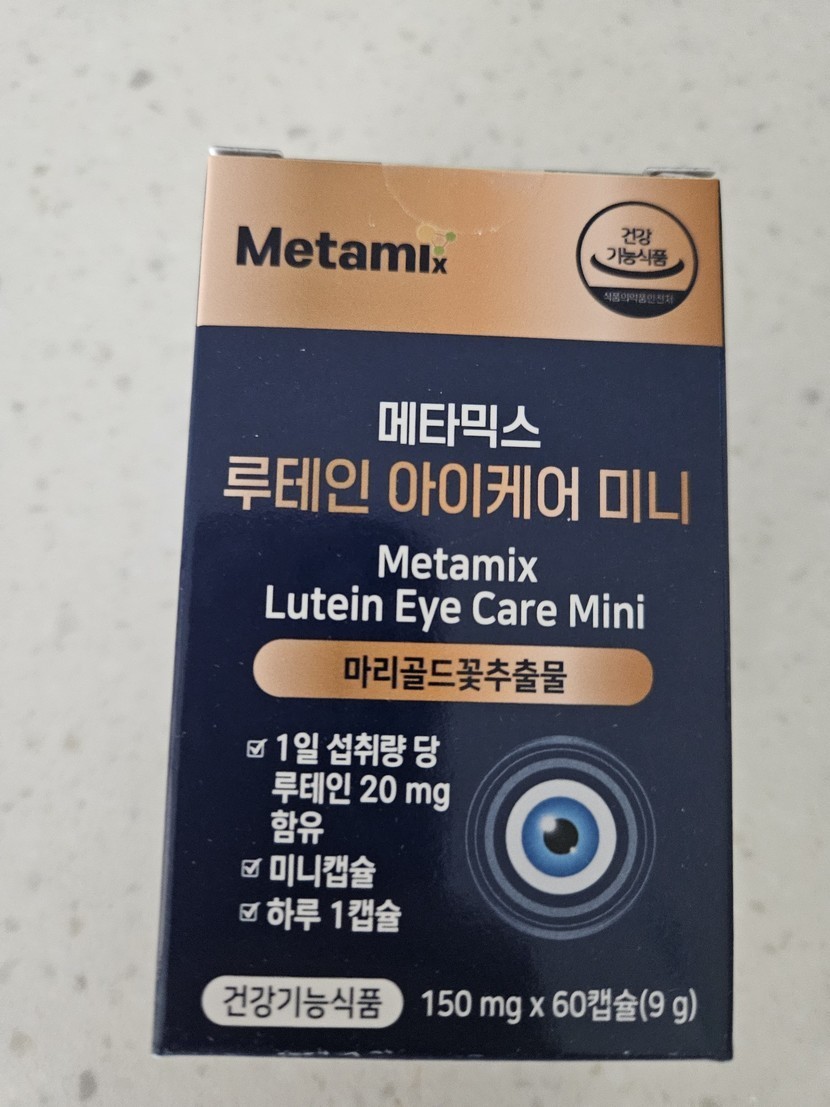 Metamix
건강
기능식품
식품의약품안전처
메타믹스
루테인 아이케어 미니
Metamix
Lutein Eye Care Mini
마리골드꽃추출물
1일 섭취량 당
루테인 20 mg
함유
미니캡슐
하루 1캡슐
건강기능식품 150 mg x 60캡슐(9 g)